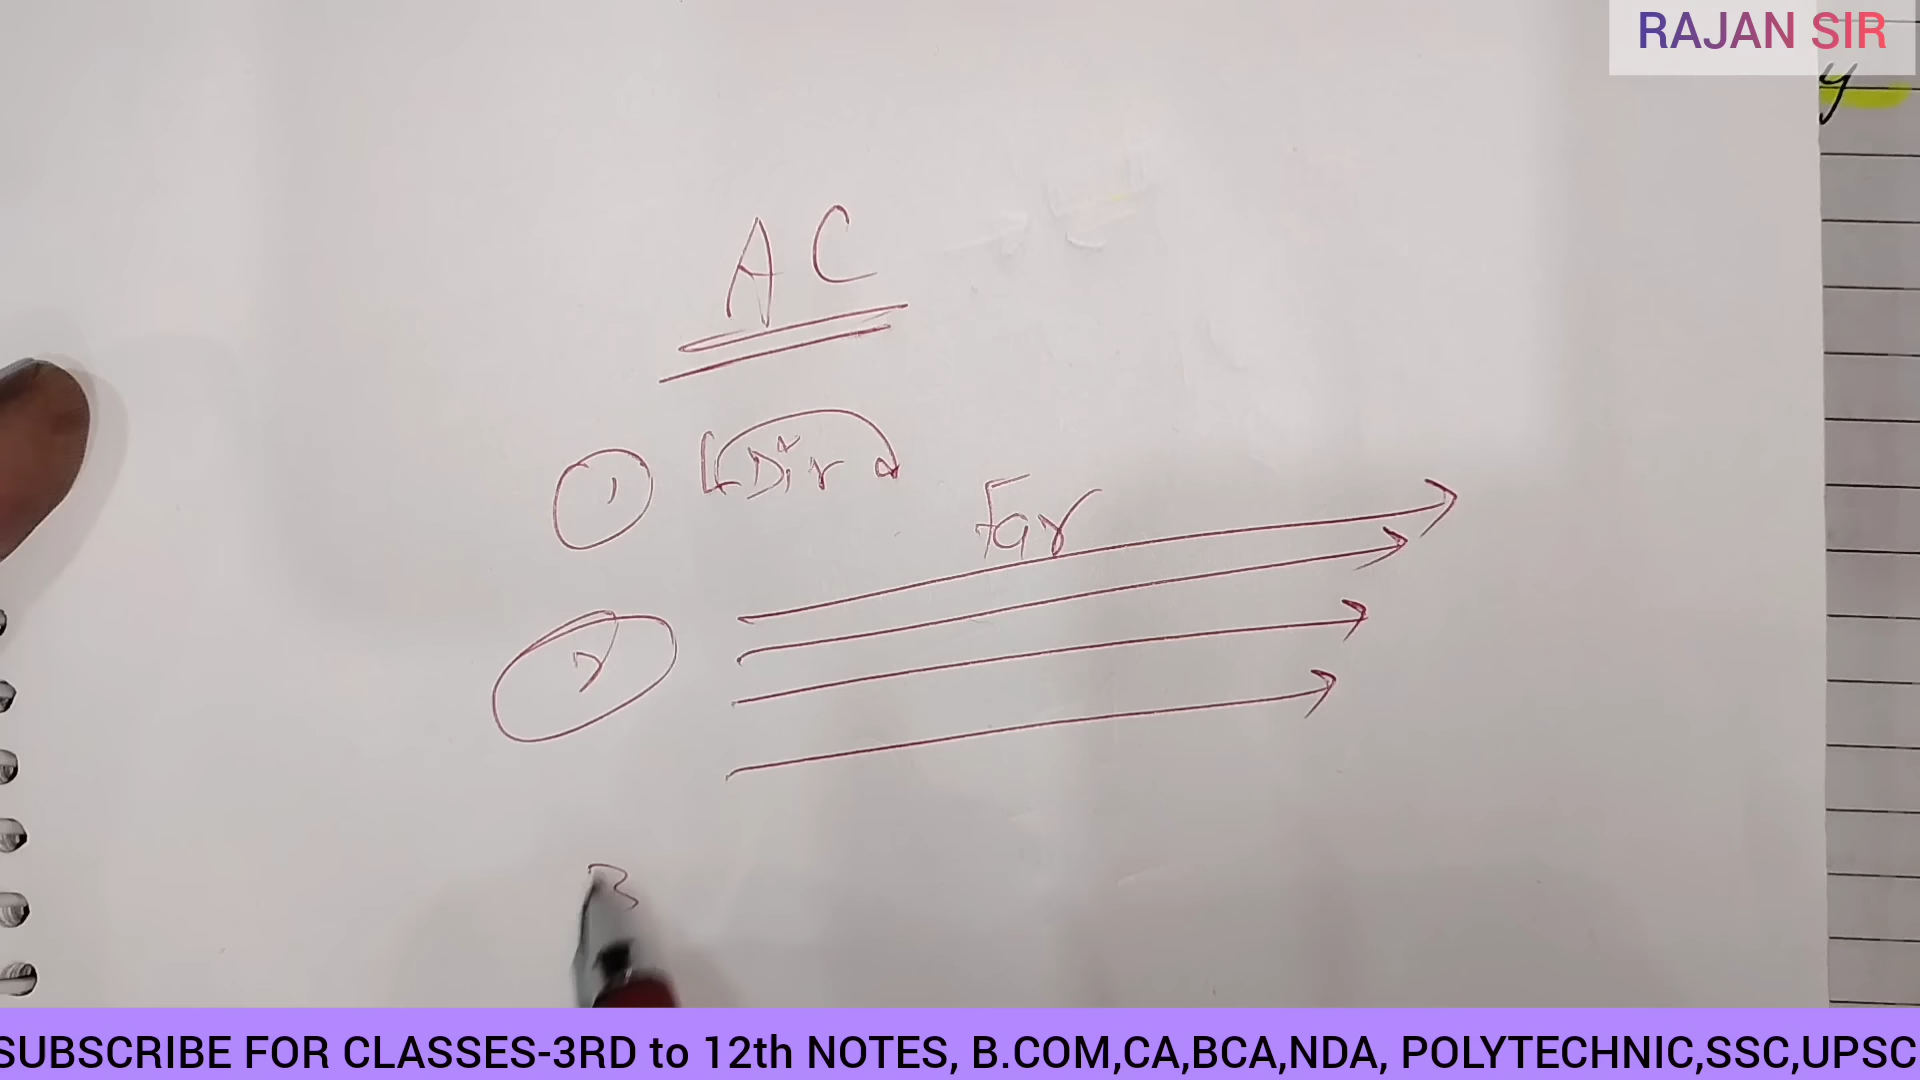 RAJAN SIR
y
A C
1 Dir
Far
2
3
SUBSCRIBE FOR CLASSES-3RD to 12th NOTES, B.COM,CA,BCA,NDA, POLYTECHNIC,SSC,UPSC